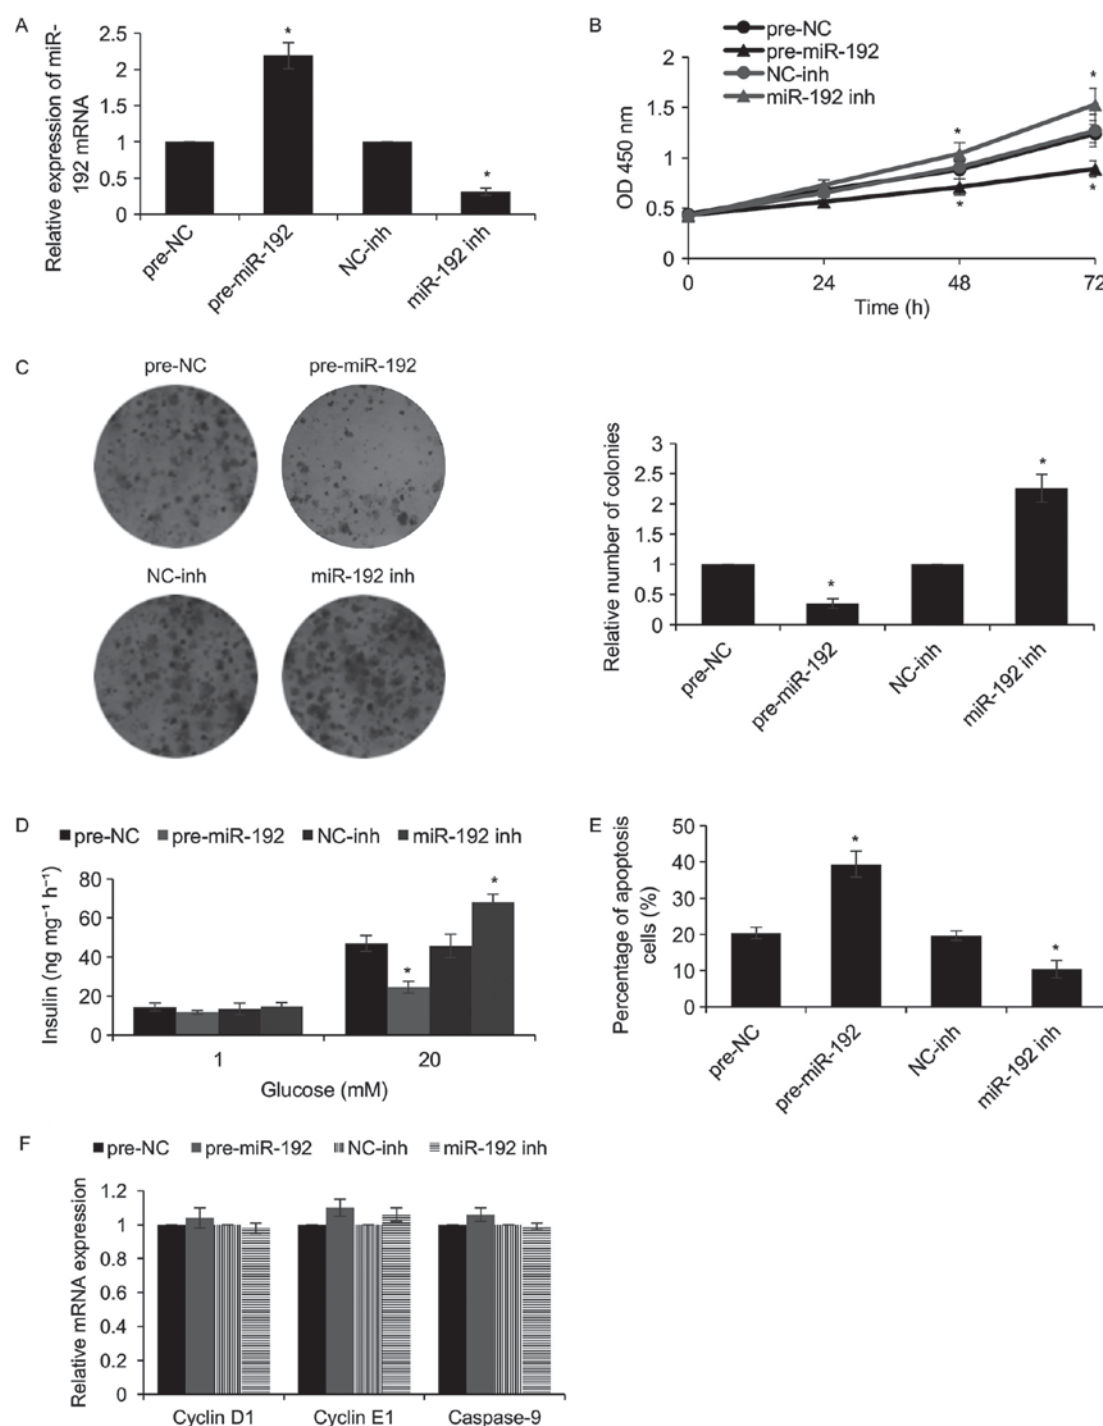 A
Relative expression of miR-
192 mRNA
2.5
2
1.5
1
0.5
0
*
*
pre-NC
pre-miR-192
NC-inh
miR-192 inh
B
pre-NC
pre-miR-192
NC-inh
miR-192 inh
OD 450 nm
2
1.5
1
0.5
0
*
*
*
*
0 24 48 72
Time (h)
C
pre-NC pre-miR-192
NC-inh miR-192 inh
Relative number of colonies
3
2.5
2
1.5
1
0.5
0
*
*
pre-NC
pre-miR-192
NC-inh
miR-192 inh
D
pre-NC pre-miR-192 NC-inh miR-192 inh
Insulin (ng mg⁻¹ h⁻¹)
80
60
40
20
0
*
*
1 20
Glucose (mM)
E
Percentage of apoptosis
cells (%)
50
40
30
20
10
0
*
*
pre-NC
pre-miR-192
NC-inh
miR-192 inh
F
pre-NC pre-miR-192 NC-inh miR-192 inh
Relative mRNA expression
1.2
1
0.8
0.6
0.4
0.2
0
Cyclin D1 Cyclin E1 Caspase-9